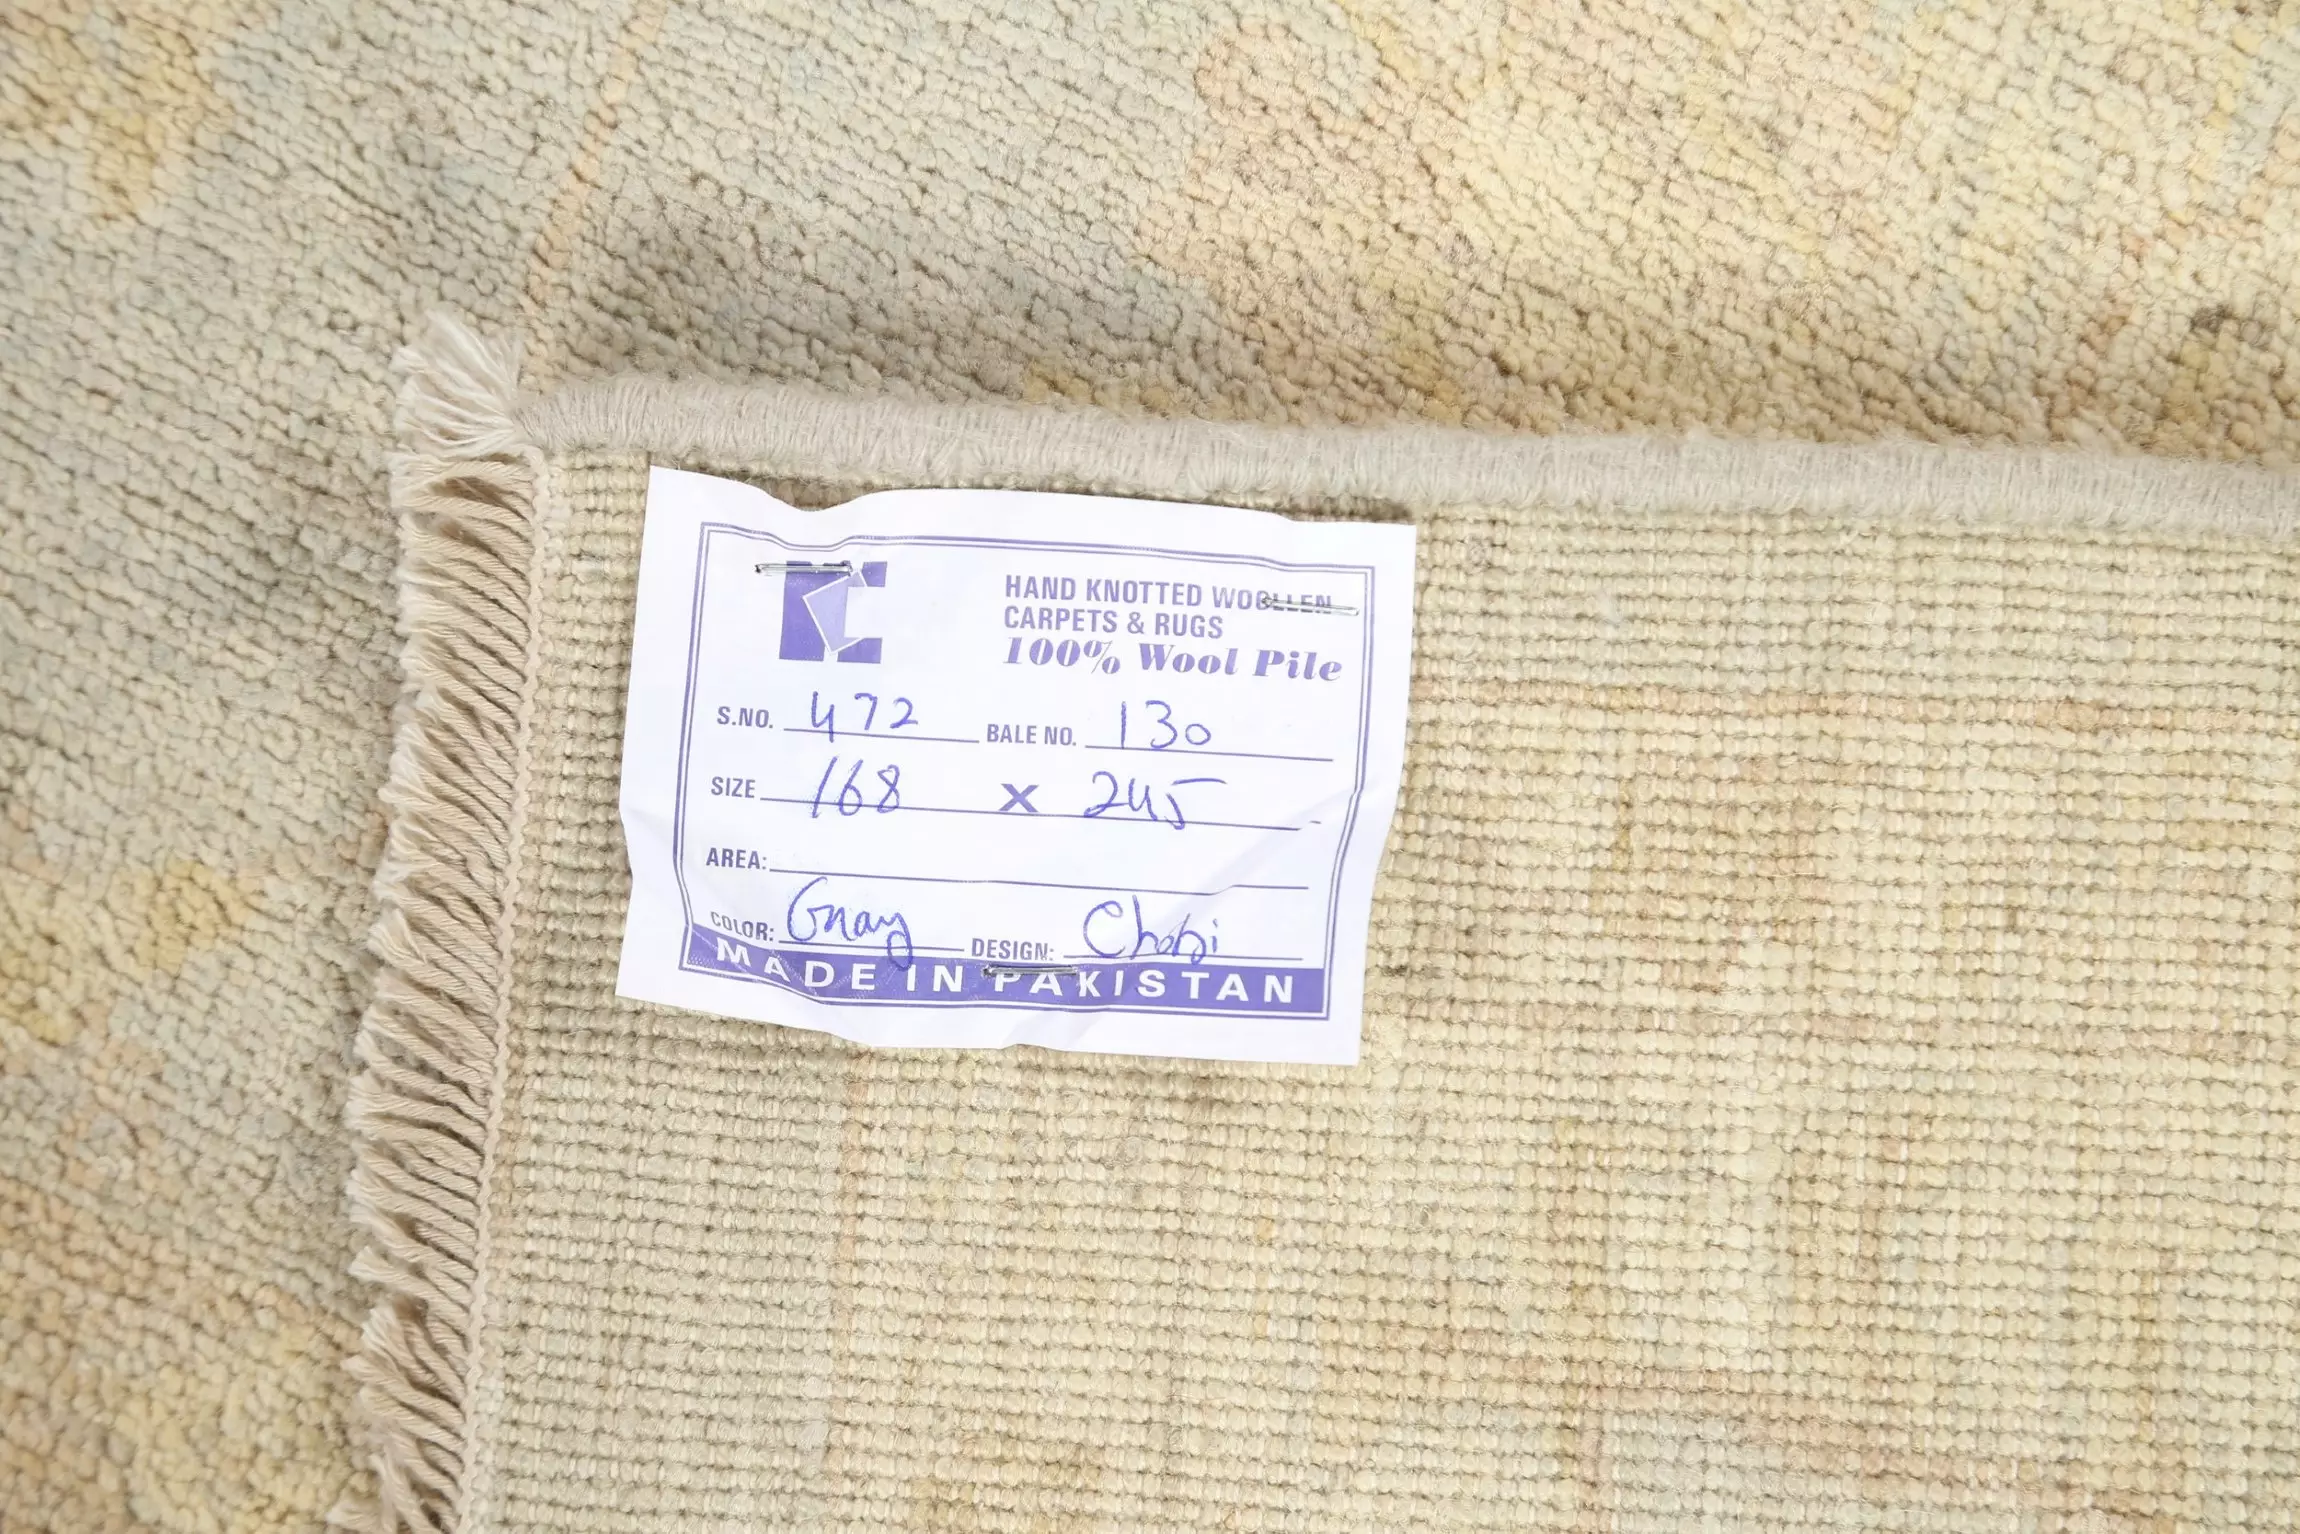 HAND KNOTTED WOOLLEN
CARPETS & RUGS
100% Wool Pile
S.NO. 472 BALE NO. 130
SIZE 168 X 245
AREA:
COLOR: Gray DESIGN: Chobi
MADE IN PAKISTAN